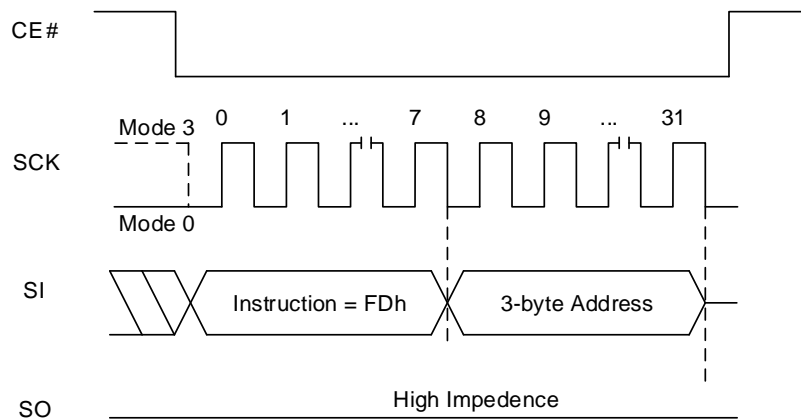 CE#
Mode 3
0 1 ... 7 8 9 ... 31
SCK
Mode 0
SI
Instruction = FDh
3-byte Address
High Impedence
SO